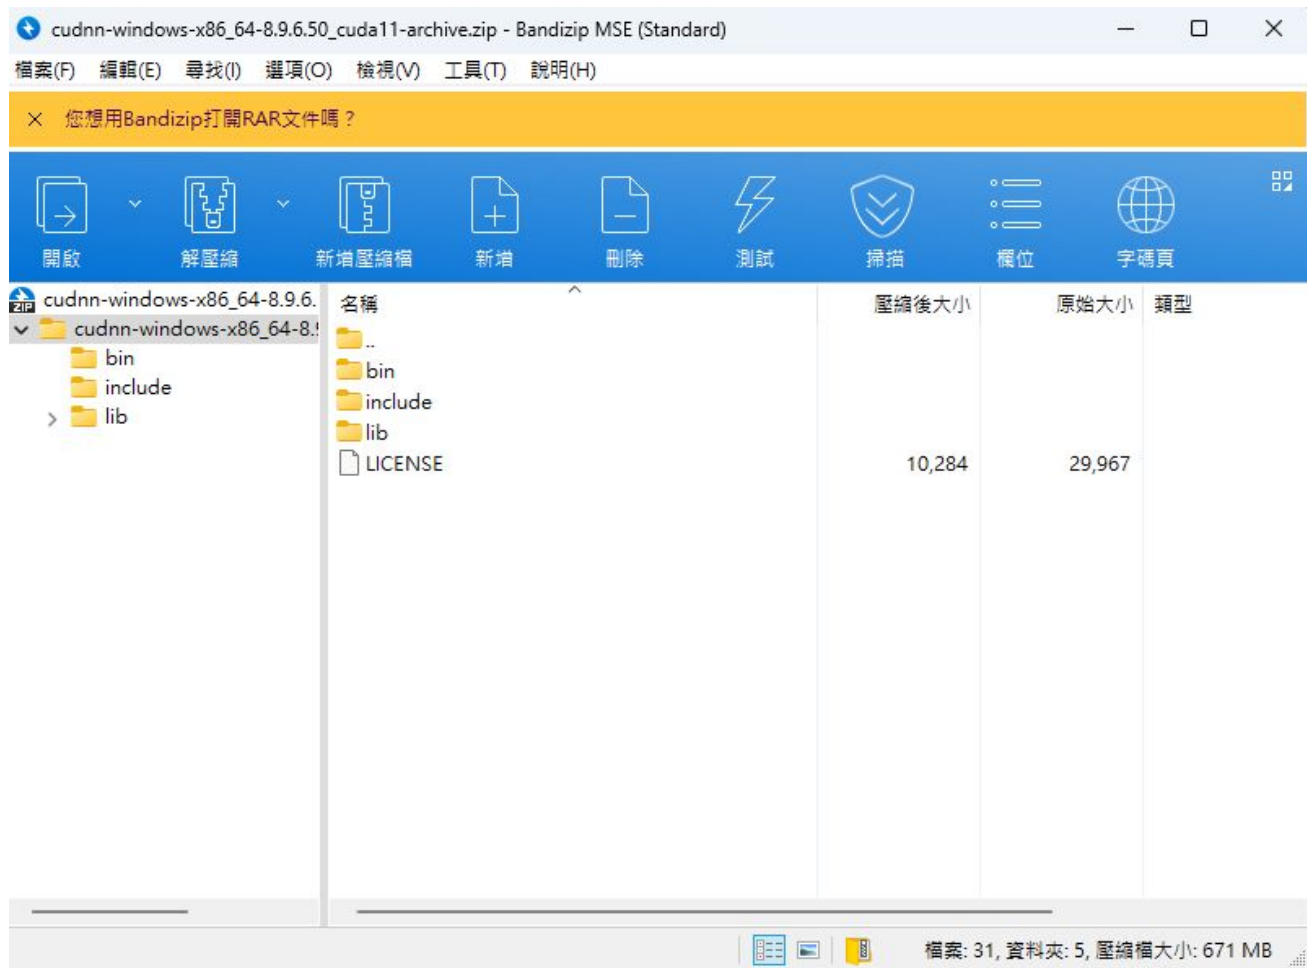 cudnn-windows-x86_64-8.9.6.50_cuda11-archive.zip - Bandizip MSE (Standard)
檔案(F) 編輯(E) 尋找(I) 選項(O) 檢視(V) 工具(T) 說明(H)
您想用Bandizip打開RAR文件嗎？
開啟 解壓縮 新增壓縮檔 新增 刪除 測試 掃描 欄位 字碼頁
ZIP cudnn-windows-x86_64-8.9.6.
cudnn-windows-x86_64-8.9
bin
include
lib
名稱 壓縮後大小 原始大小 類型
..
bin
include
lib
LICENSE 10,284 29,967
檔案: 31, 資料夾: 5, 壓縮檔大小: 671 MB